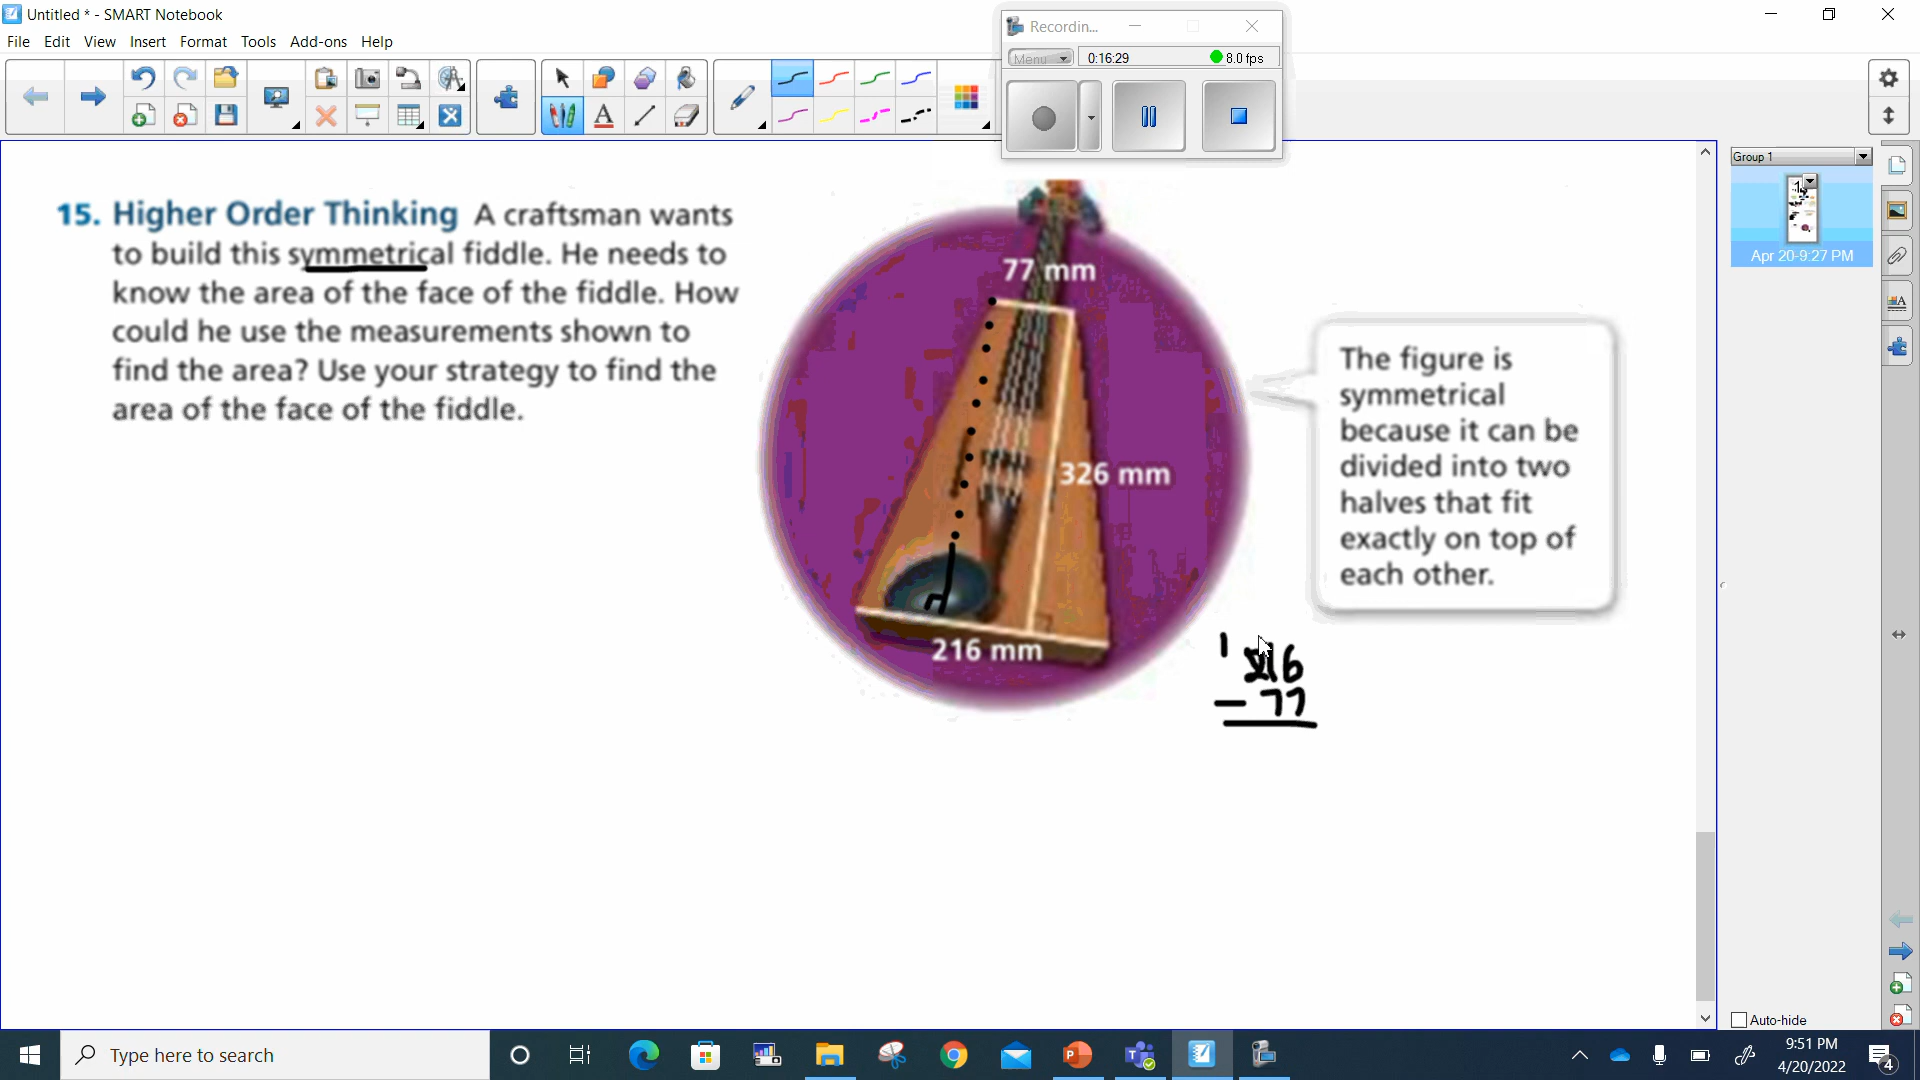 Untitled * - SMART Notebook
File Edit View Insert Format Tools Add-ons Help
Recordin...
Menu 0:16:29 8.0 fps
Group 1
Apr 20-9:27 PM
15. Higher Order Thinking A craftsman wants
to build this symmetrical fiddle. He needs to
know the area of the face of the fiddle. How
could he use the measurements shown to
find the area? Use your strategy to find the
area of the face of the fiddle.
77 mm
326 mm
216 mm
The figure is
symmetrical
because it can be
divided into two
halves that fit
exactly on top of
each other.
1
216
- 77
Auto-hide
Type here to search
9:51 PM
4/20/2022
4